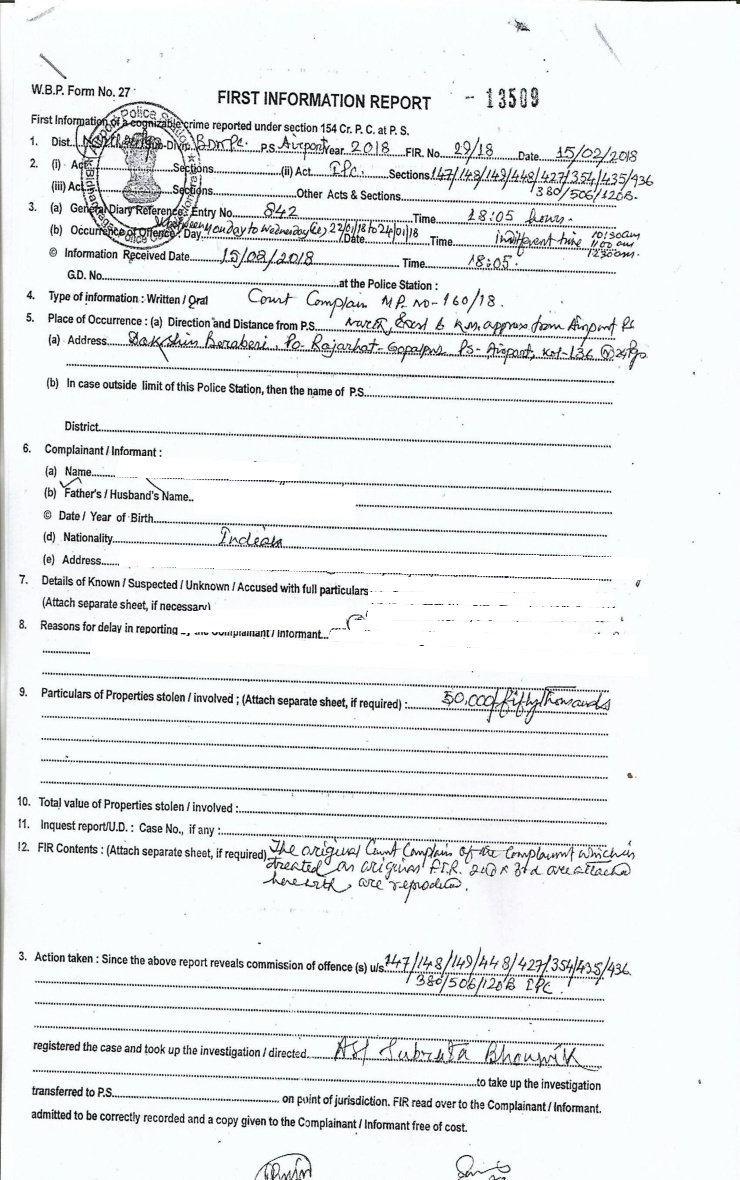 W.B.P. Form No. 27
FIRST INFORMATION REPORT - 13509
First Information of a cognizable crime reported under section 154 Cr. P. C. at P. S.
1. Dist. Sub-Divin. P.S. Airport Year 2018 FIR. No. 29/18 Date 15/02/2018
2. (i) Act Sections (ii) Act IPC. Sections 147/148/149/448/427/354/435/436
/380/506/120B.
(iii) Act Sections Other Acts & Sections
3. (a) General Diary Reference: Entry No. 842 Time 18:05 hours.
(b) Occurrence of Offence: Day Between Monday to Wednesday (ie) 22/01/18 to 24/01/18 /Date Time Indifferent time 10:30am
11:00 am
12:30am.
© Information Received Date 15/02/2018 Time 18:05.
G.D. No. at the Police Station :
4. Type of information : Written / Oral Court Complain M.P. No-160/18.
5. Place of Occurrence : (a) Direction and Distance from P.S. North, East 6 K.m. approx from Airport PS
(a) Address Dakshin Beraberi, Po- Rajarhat-Gopalpur, Ps- Airport, Kol-136
(b) In case outside limit of this Police Station, then the name of P.S.
District
6. Complainant / Informant :
(a) Name
(b) Father's / Husband's Name
© Date / Year of Birth
(d) Nationality Indian
(e) Address
7. Details of Known / Suspected / Unknown / Accused with full particulars
(Attach separate sheet, if necessary)
8. Reasons for delay in reporting by the Complainant / Informant
9. Particulars of Properties stolen / involved ; (Attach separate sheet, if required) : 50,000/ fifty thousands
10. Total value of Properties stolen / involved :
11. Inquest report/U.D. : Case No., if any :
12. FIR Contents : (Attach separate sheet, if required) The original Court Complain of the Complainant which is
treated as original F.I.R. and are attached
herewith, are reproduced.
3. Action taken : Since the above report reveals commission of offence (s) u/s. 147/148/149/448/427/354/435/436
/380/506/120B IPC.
registered the case and took up the investigation / directed ASI Subrata Bhowmik
to take up the investigation
transferred to P.S. on point of jurisdiction. FIR read over to the Complainant / Informant.
admitted to be correctly recorded and a copy given to the Complainant / Informant free of cost.